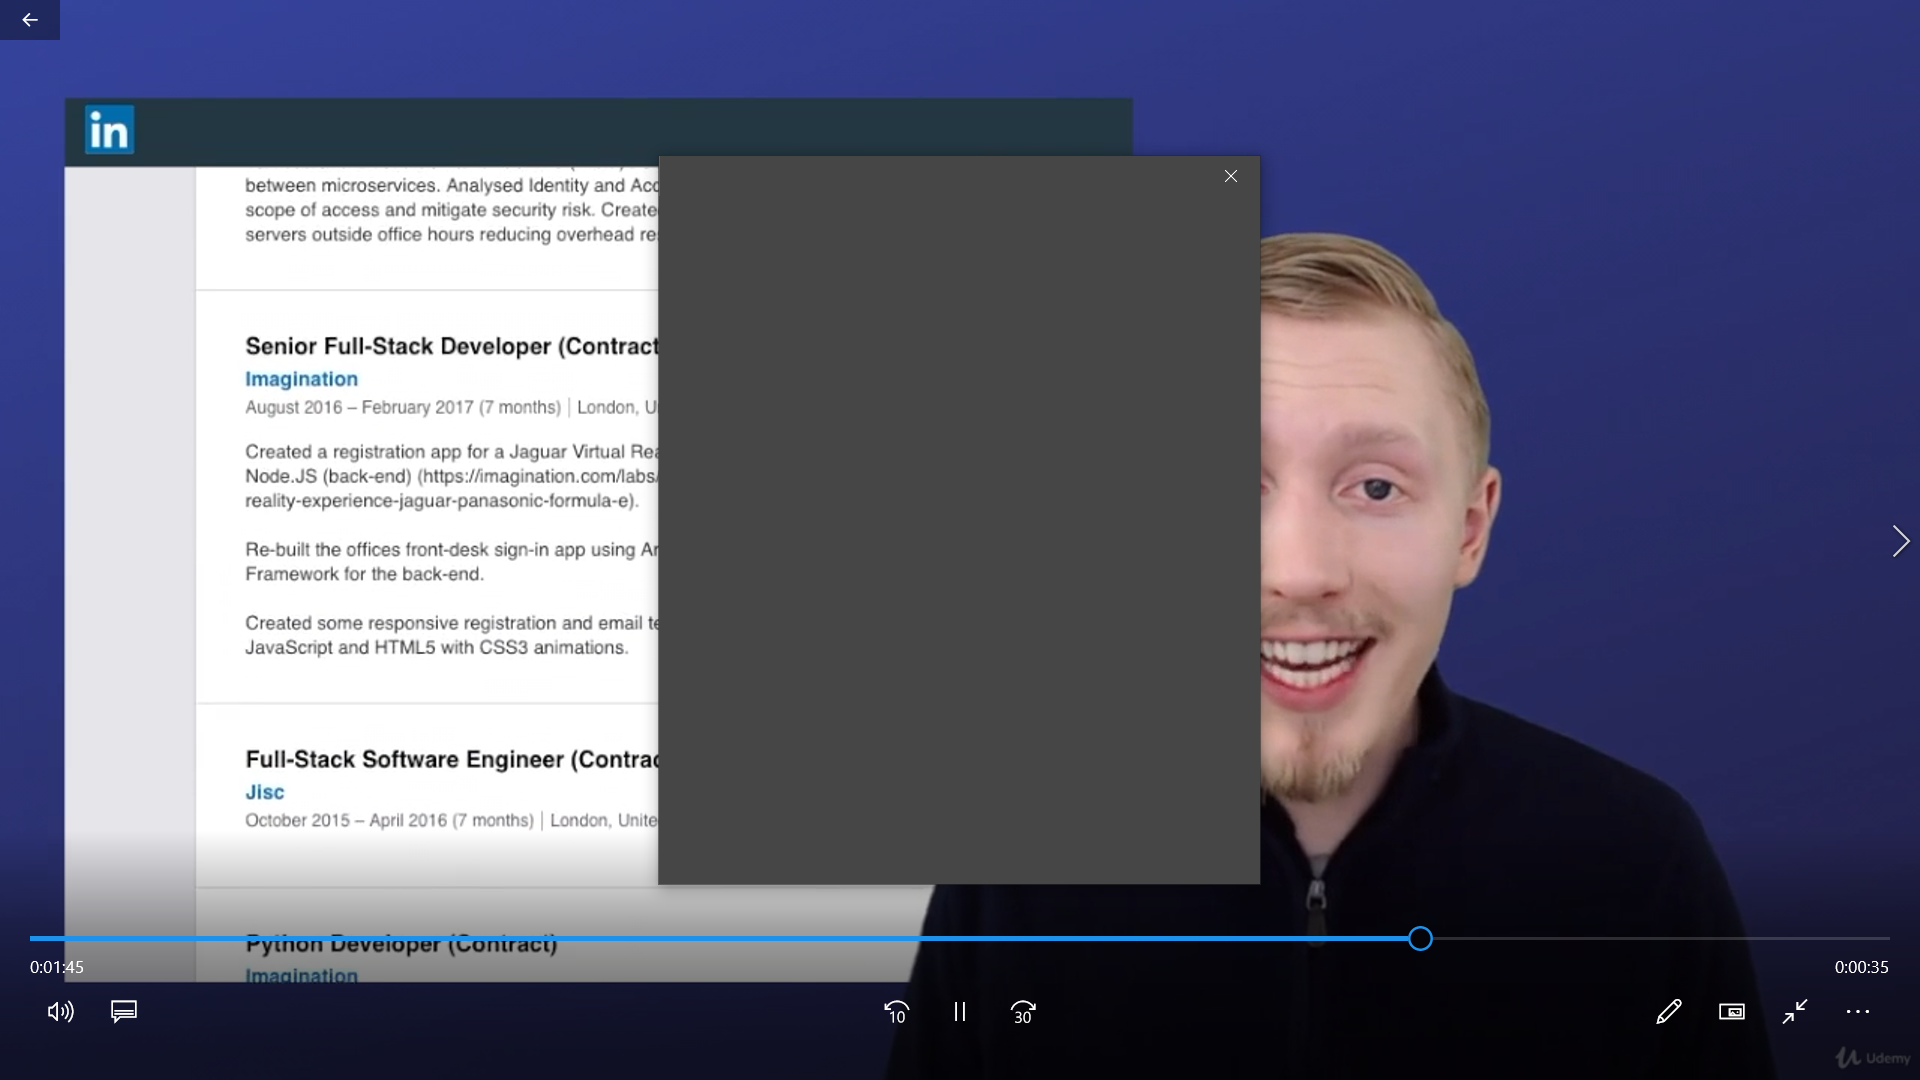 in
between microservices. Analysed Identity and Acc
scope of access and mitigate security risk. Create
servers outside office hours reducing overhead re
Senior Full-Stack Developer (Contract
Imagination
August 2016 – February 2017 (7 months) | London, U
Created a registration app for a Jaguar Virtual Rea
Node.JS (back-end) (https://imagination.com/labs/
reality-experience-jaguar-panasonic-formula-e).
Re-built the offices front-desk sign-in app using An
Framework for the back-end.
Created some responsive registration and email te
JavaScript and HTML5 with CSS3 animations.
Full-Stack Software Engineer (Contrac
Jisc
October 2015 – April 2016 (7 months) | London, Unite
Python Developer (Contract)
Imagination
0:01:45
0:00:35
10
30
Udemy